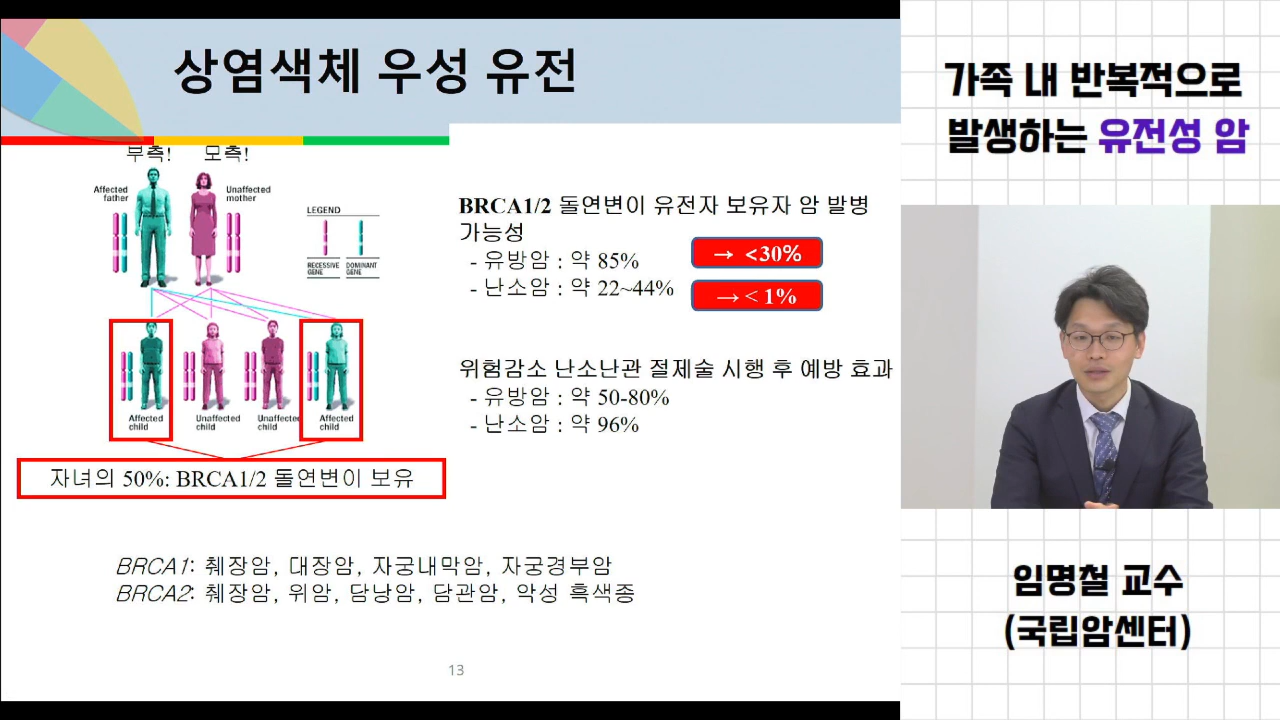 상염색체 우성 유전
부측! 모측!
Affected
father
Unaffected
mother
LEGEND
RECESSIVE
GENE
DOMINANT
GENE
Affected
child
Unaffected
child
Unaffected
child
Affected
child
자녀의 50%: BRCA1/2 돌연변이 보유
BRCA1/2 돌연변이 유전자 보유자 암 발병
가능성
- 유방암 : 약 85%
→ <30%
- 난소암 : 약 22~44%
→ < 1%
위험감소 난소난관 절제술 시행 후 예방 효과
- 유방암 : 약 50-80%
- 난소암 : 약 96%
BRCA1: 췌장암, 대장암, 자궁내막암, 자궁경부암
BRCA2: 췌장암, 위암, 담낭암, 담관암, 악성 흑색종
13
가족 내 반복적으로
발생하는 유전성 암
임명철 교수
(국립암센터)